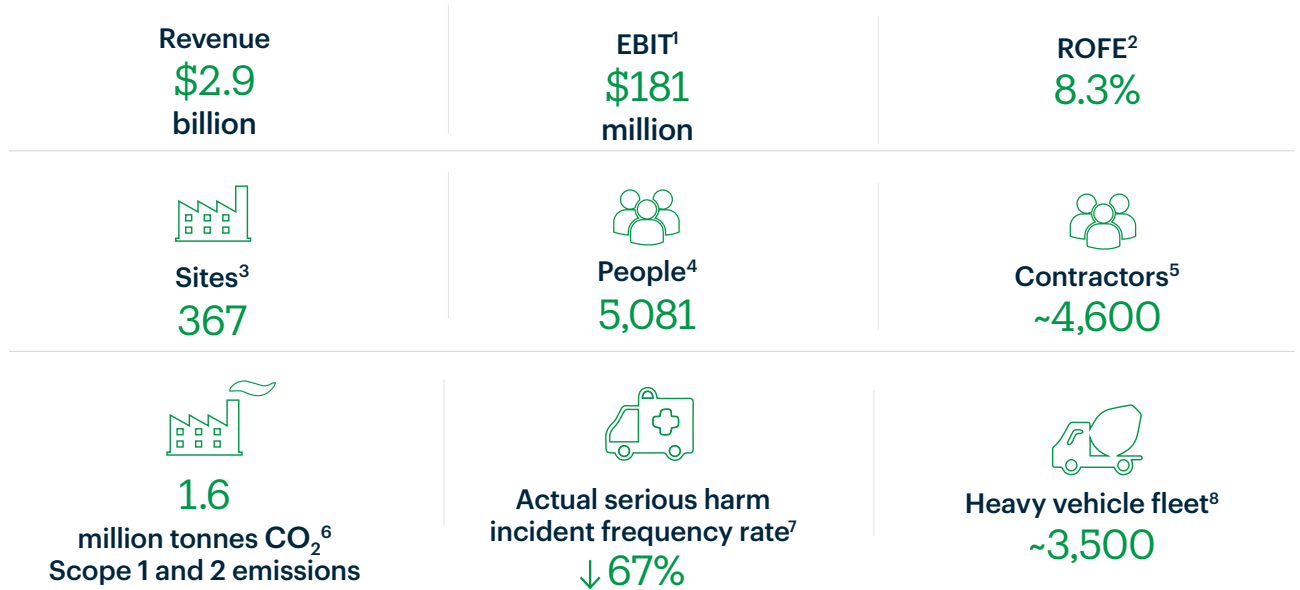 Revenue
$2.9
billion
EBIT¹
$181
million
ROFE²
8.3%
Sites³
367
People⁴
5,081
Contractors⁵
~4,600
1.6
million tonnes CO₂⁶
Scope 1 and 2 emissions
Actual serious harm
incident frequency rate⁷
↓67%
Heavy vehicle fleet⁸
~3,500